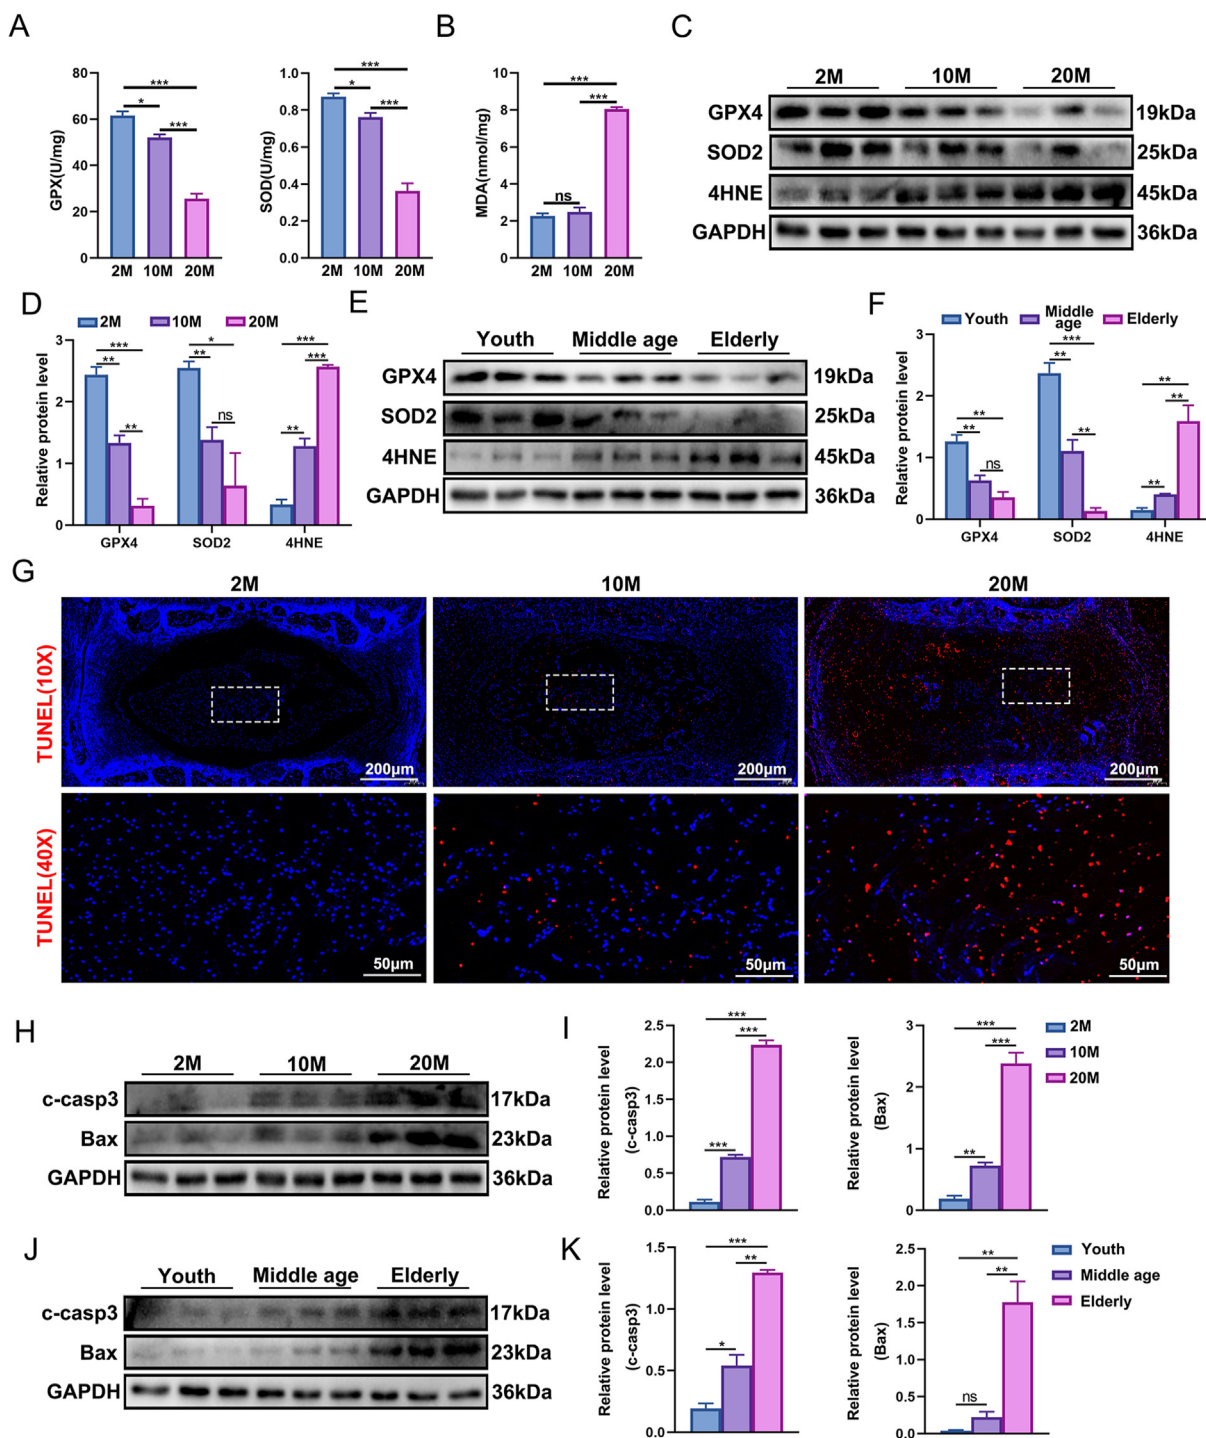 A
GPX(U/mg)
80
60
40
20
0
***
*
***
2M 10M 20M
SOD(U/mg)
1.0
0.8
0.6
0.4
0.2
0.0
***
*
***
2M 10M 20M
B
MDA(nmol/mg)
10
8
6
4
2
0
***
***
ns
2M 10M 20M
C
2M 10M 20M
GPX4 19kDa
SOD2 25kDa
4HNE 45kDa
GAPDH 36kDa
D
2M 10M 20M
Relative protein level
3
2
1
0
***
**
**
*
**
ns
***
***
**
GPX4 SOD2 4HNE
E
Youth Middle age Elderly
GPX4 19kDa
SOD2 25kDa
4HNE 45kDa
GAPDH 36kDa
F
Youth Middle age Elderly
Relative protein level
3
2
1
0
**
**
ns
***
**
**
**
**
**
GPX4 SOD2 4HNE
G
2M 10M 20M
TUNEL(10X)
200μm 200μm 200μm
TUNEL(40X)
50μm 50μm 50μm
H
2M 10M 20M
c-casp3 17kDa
Bax 23kDa
GAPDH 36kDa
I
Relative protein level
(c-casp3)
2.5
2.0
1.5
1.0
0.5
0.0
***
***
***
Relative protein level
(Bax)
3
2
1
0
***
***
**
2M
10M
20M
J
Youth Middle age Elderly
c-casp3 17kDa
Bax 23kDa
GAPDH 36kDa
K
Relative protein level
(c-casp3)
1.5
1.0
0.5
0.0
***
**
*
Relative protein level
(Bax)
2.5
2.0
1.5
1.0
0.5
0.0
**
**
ns
Youth
Middle age
Elderly